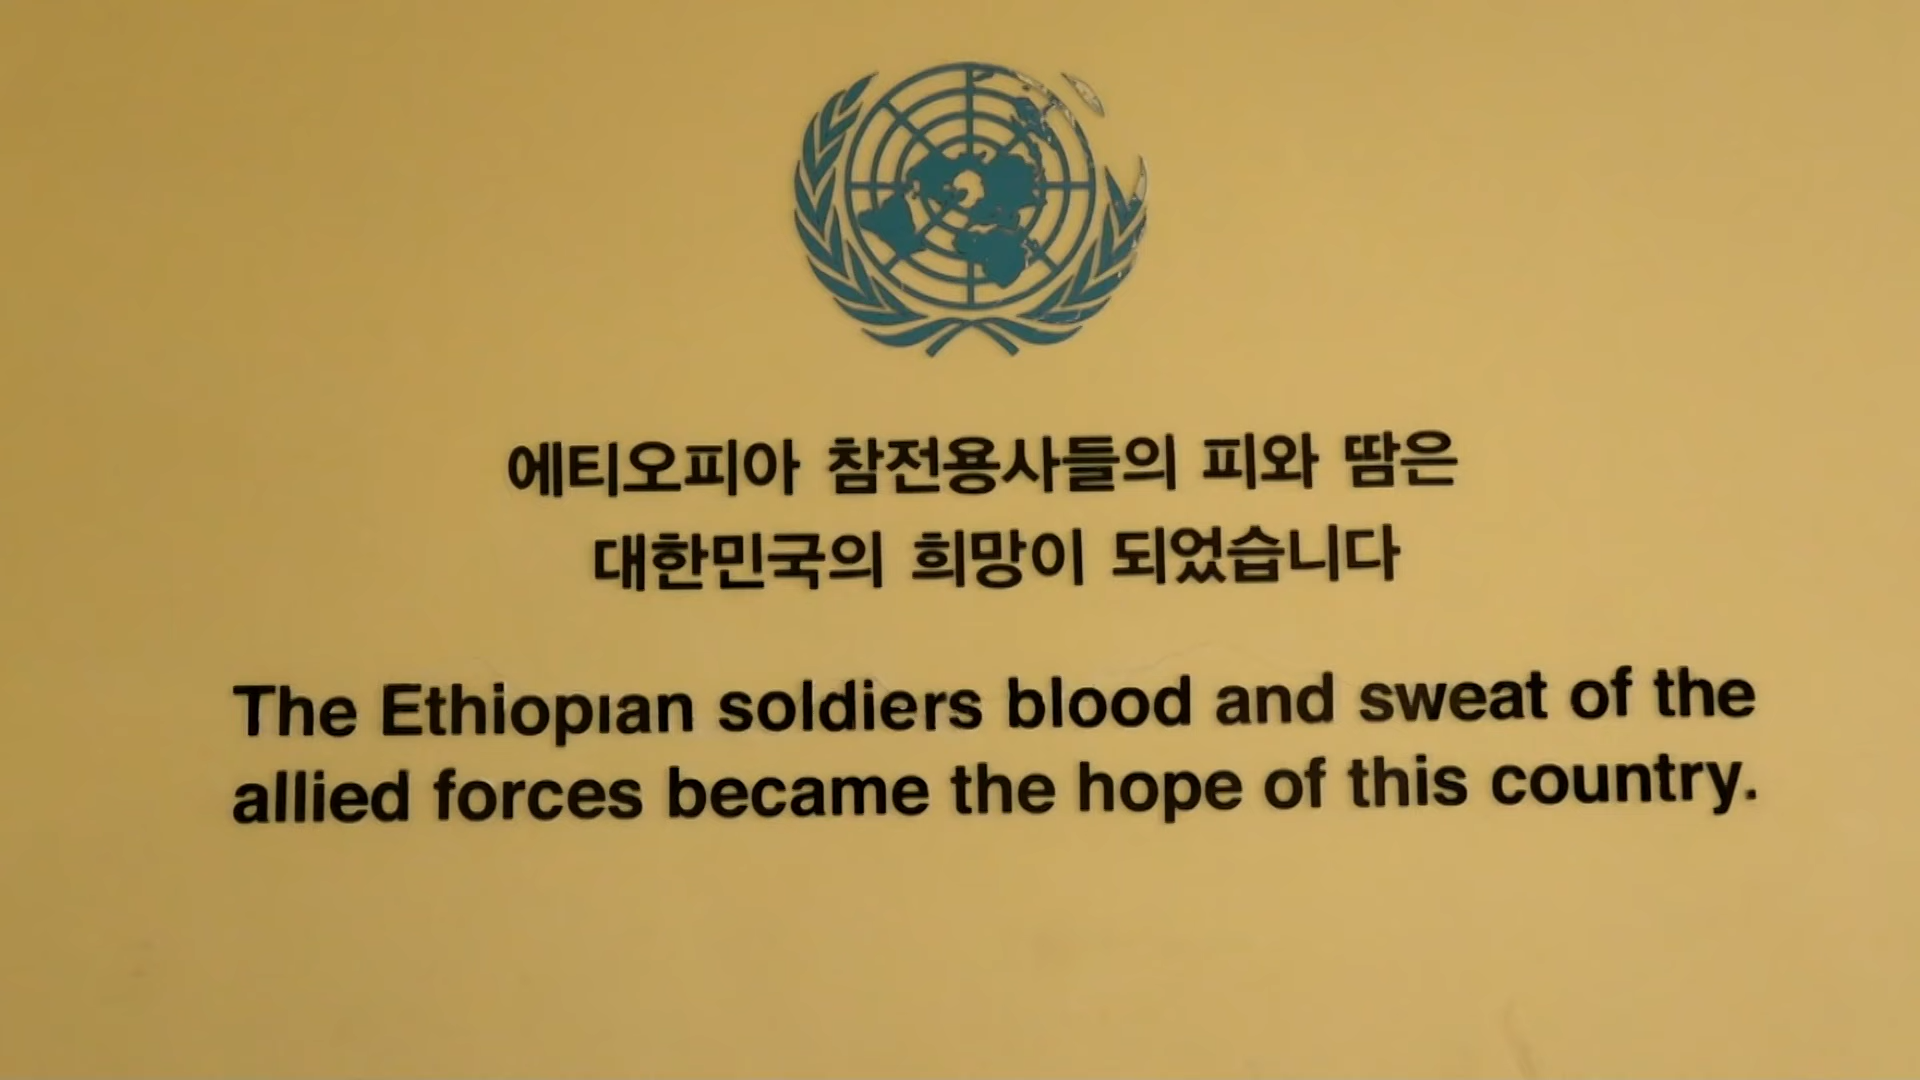 에티오피아 참전용사들의 피와 땀은
대한민국의 희망이 되었습니다
The Ethiopian soldiers blood and sweat of the
allied forces became the hope of this country.